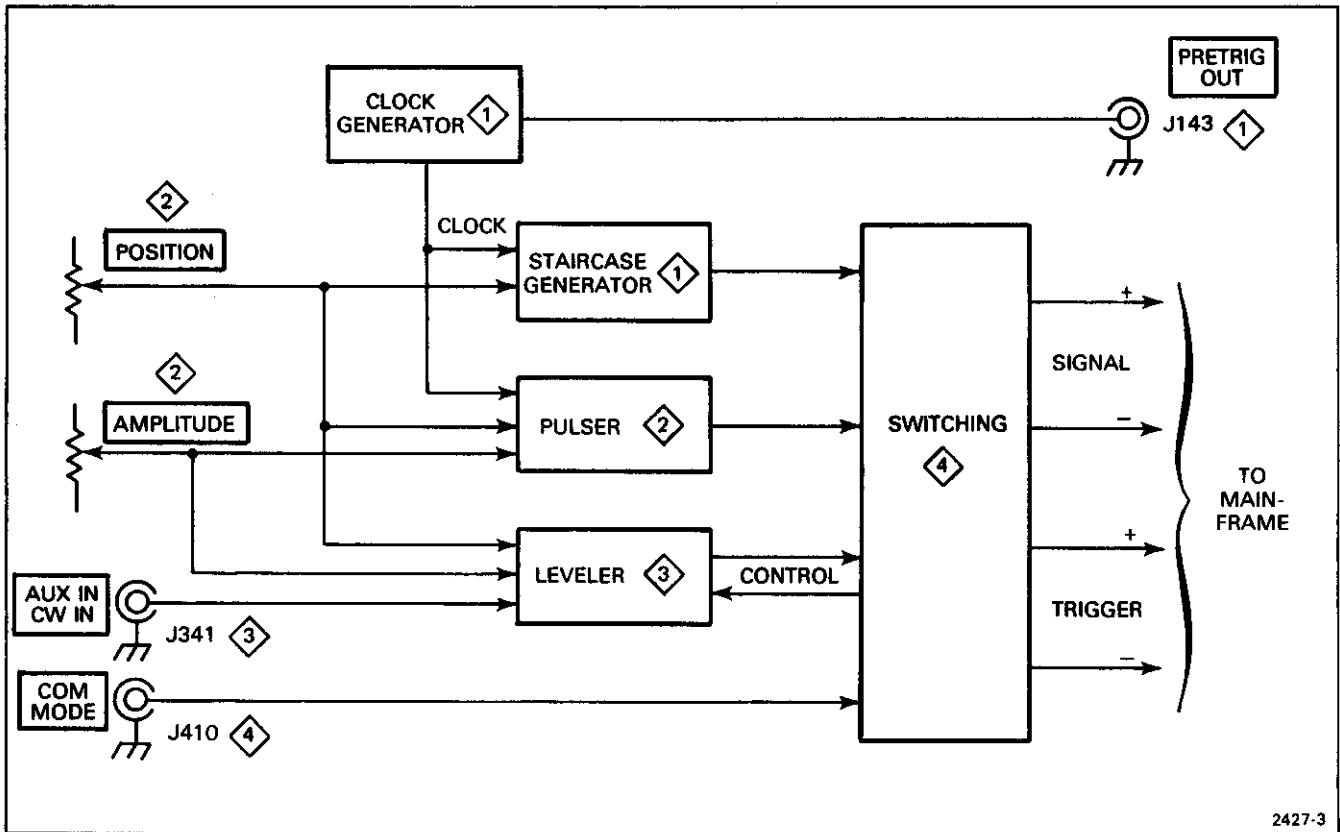 PRETRIG
OUT
CLOCK
GENERATOR 1
J143 1
2
POSITION
CLOCK
STAIRCASE
GENERATOR 1
+
SIGNAL
2
AMPLITUDE
PULSER 2
SWITCHING
4
−
TO
MAIN-
FRAME
+
LEVELER 3
CONTROL
AUX IN
CW IN
J341 3
TRIGGER
−
COM
MODE
J410 4
2427-3